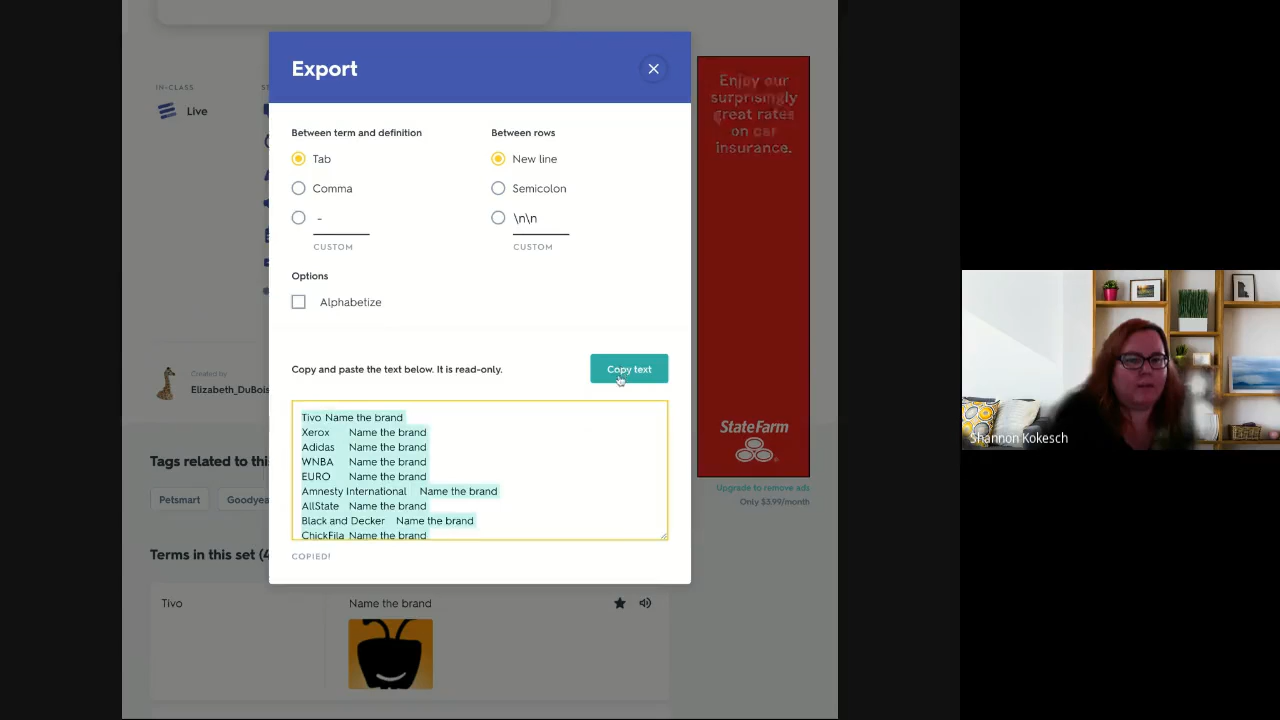 Export
Between term and definition
Between rows
Tab
New line
Comma
Semicolon
-
\n\n
CUSTOM
CUSTOM
Options
Alphabetize
Copy and paste the text below. It is read-only.
Copy text
Tivo Name the brand
Xerox Name the brand
Adidas Name the brand
WNBA Name the brand
EURO Name the brand
Amnesty International Name the brand
AllState Name the brand
Black and Decker Name the brand
ChickFila Name the brand
COPIED!
IN-CLASS
Live
Created by
Elizabeth_DuBois
Tags related to this
Petsmart
Goodyea
Terms in this set (4
Tivo
Name the brand
Enjoy our
surprisingly
great rates
on car
insurance.
StateFarm
Upgrade to remove ads
Only $3.99/month
Shannon Kokesch